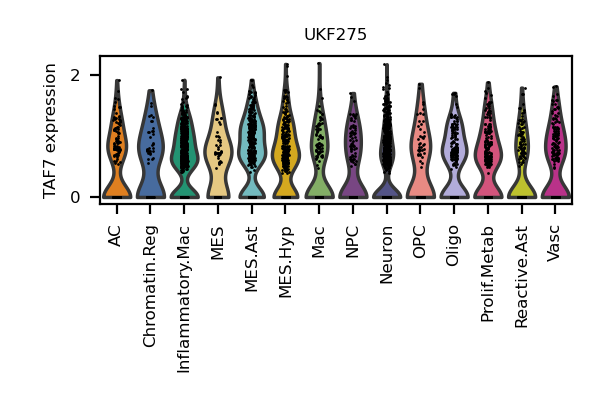 UKF275
TAF7 expression
2
0
AC
Chromatin.Reg
Inflammatory.Mac
MES
MES.Ast
MES.Hyp
Mac
NPC
Neuron
OPC
Oligo
Prolif.Metab
Reactive.Ast
Vasc